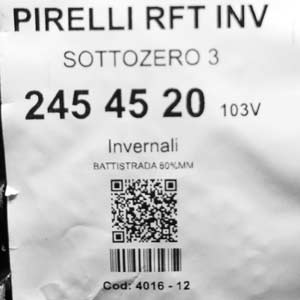 PIRELLI RFT INV
SOTTOZERO 3
245 45 20 103V
Invernali
BATTISTRADA 80%MM
Cod: 4016 - 12